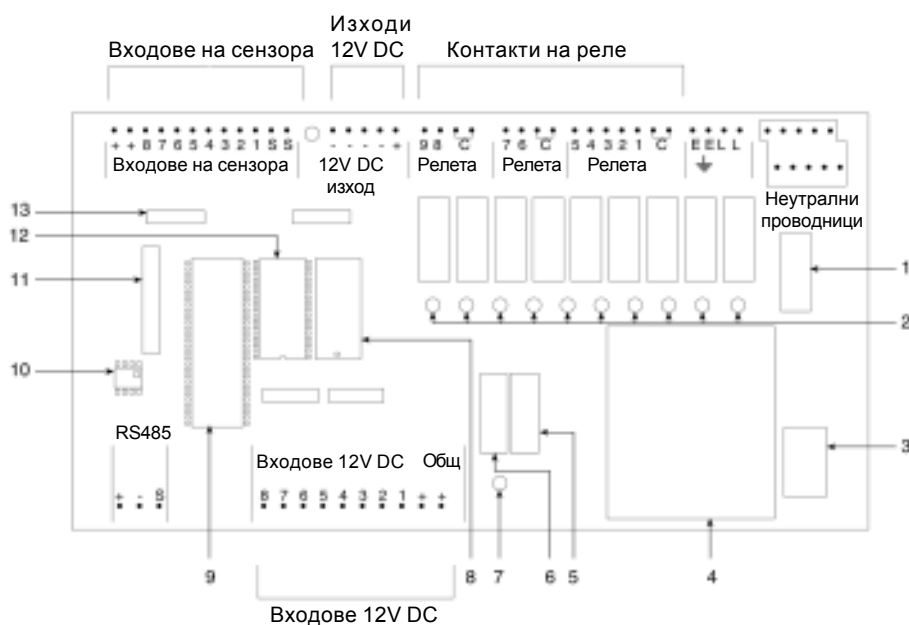 Изходи
Входове на сензора 12V DC Контакти на реле
+ + 8 7 6 5 4 3 2 1 S S - - - - + 9 8 C 7 6 C 5 4 3 2 1 C E E L L
Входове на сензора 12V DC Релета Релета Релета
изход
Неутрални
проводници
13
12
11
1
2
10
8
RS485
3
Входове 12V DC Общ
+ - S 8 7 6 5 4 3 2 1 + +
9 8 7 6 5 4
Входове 12V DC